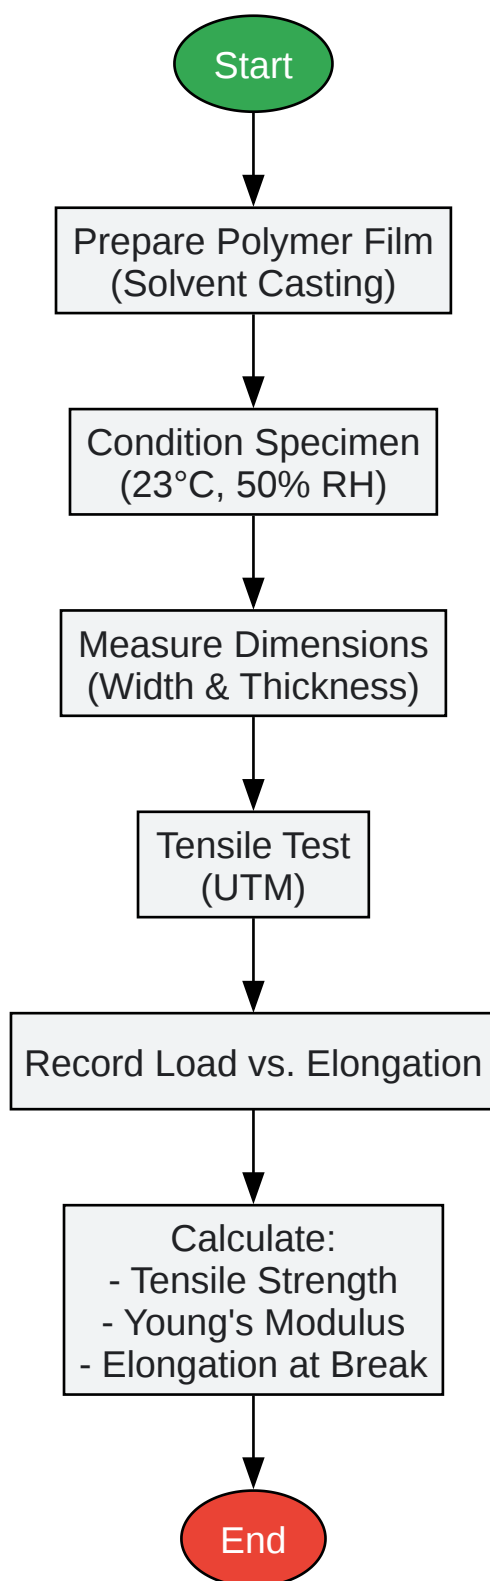 Start
Prepare Polymer Film
(Solvent Casting)
Condition Specimen
(23°C, 50% RH)
Measure Dimensions
(Width & Thickness)
Tensile Test
(UTM)
Record Load vs. Elongation
Calculate:
- Tensile Strength
- Young's Modulus
- Elongation at Break
End